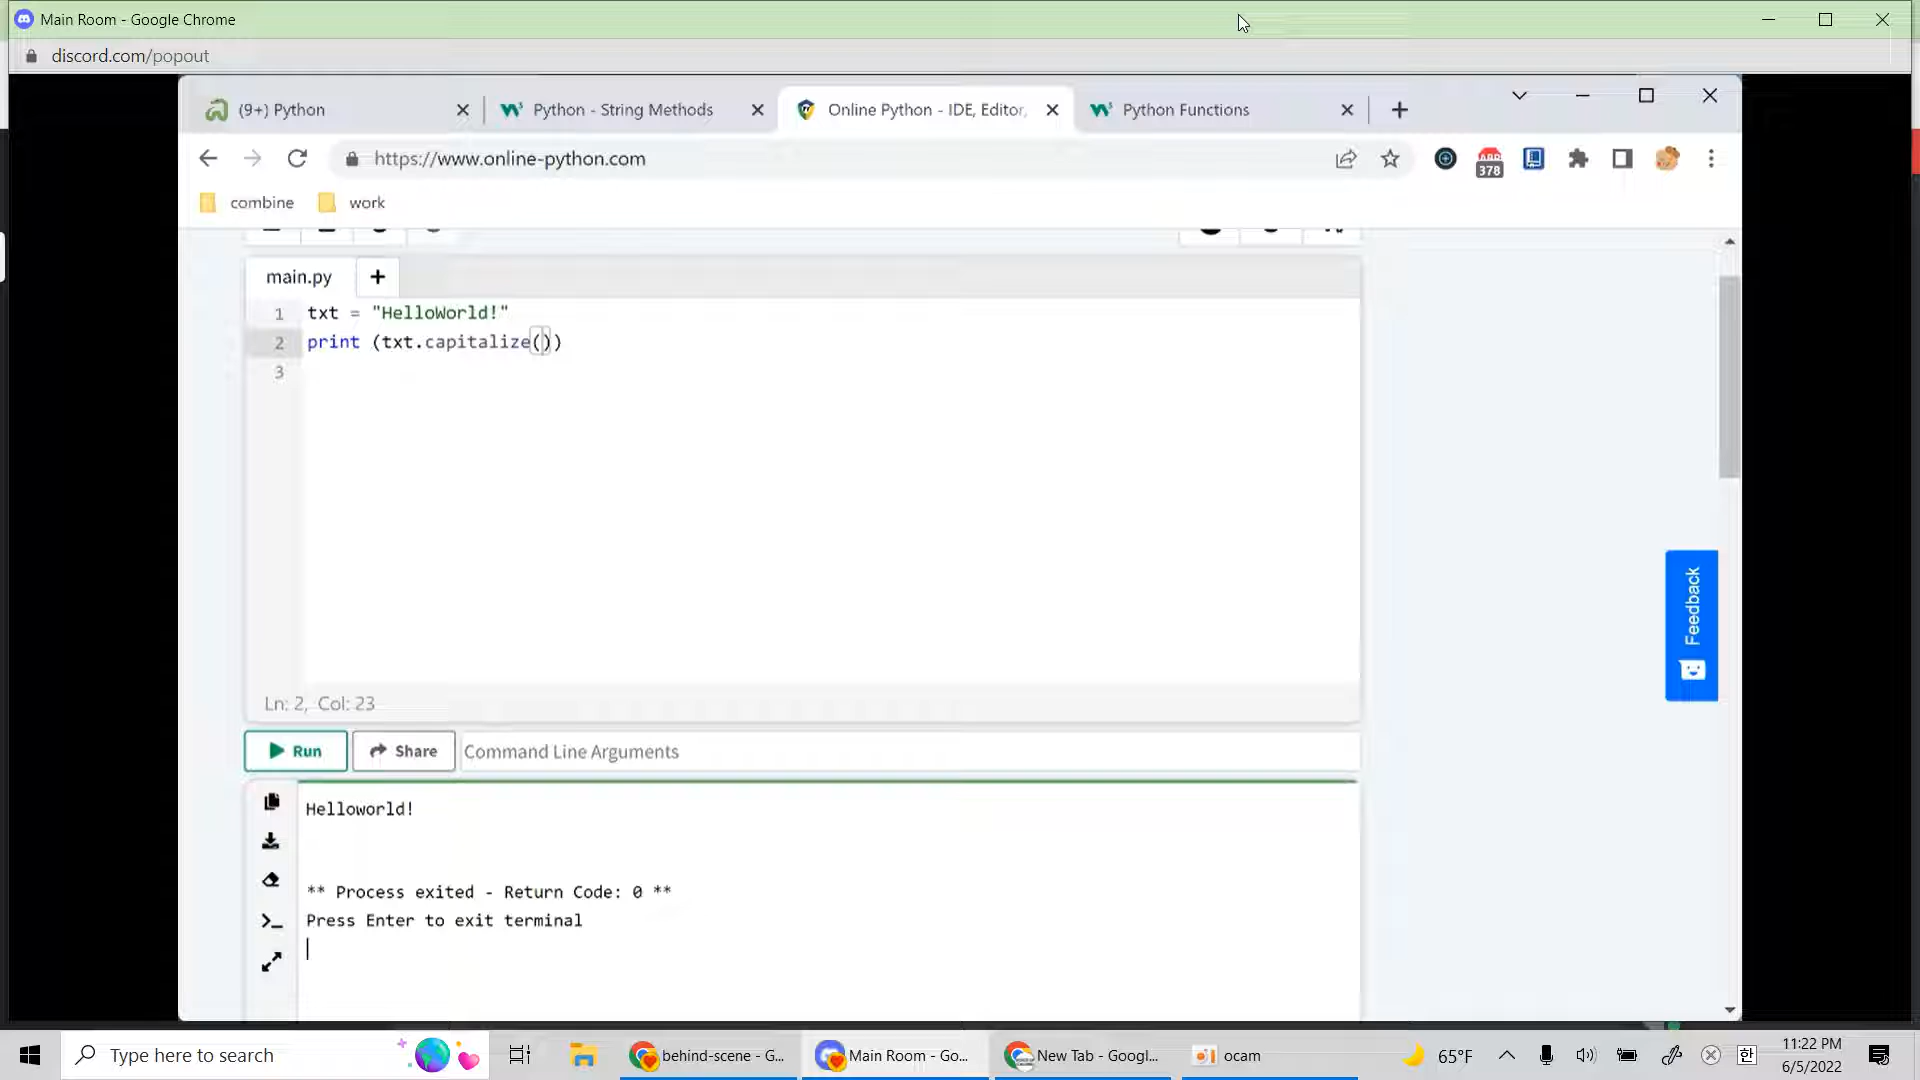 Main Room - Google Chrome
discord.com/popout
(9+) Python
Python - String Methods
Online Python - IDE, Editor,
Python Functions
https://www.online-python.com
378
combine
work
main.py
1 txt = "HelloWorld!"
2 print (txt.capitalize())
3
Ln: 2, Col: 23
Run
Share
Command Line Arguments
Feedback
Helloworld!
** Process exited - Return Code: 0 **
Press Enter to exit terminal
Type here to search
behind-scene - G...
Main Room - Go...
New Tab - Googl...
ocam
65°F
한
11:22 PM
6/5/2022